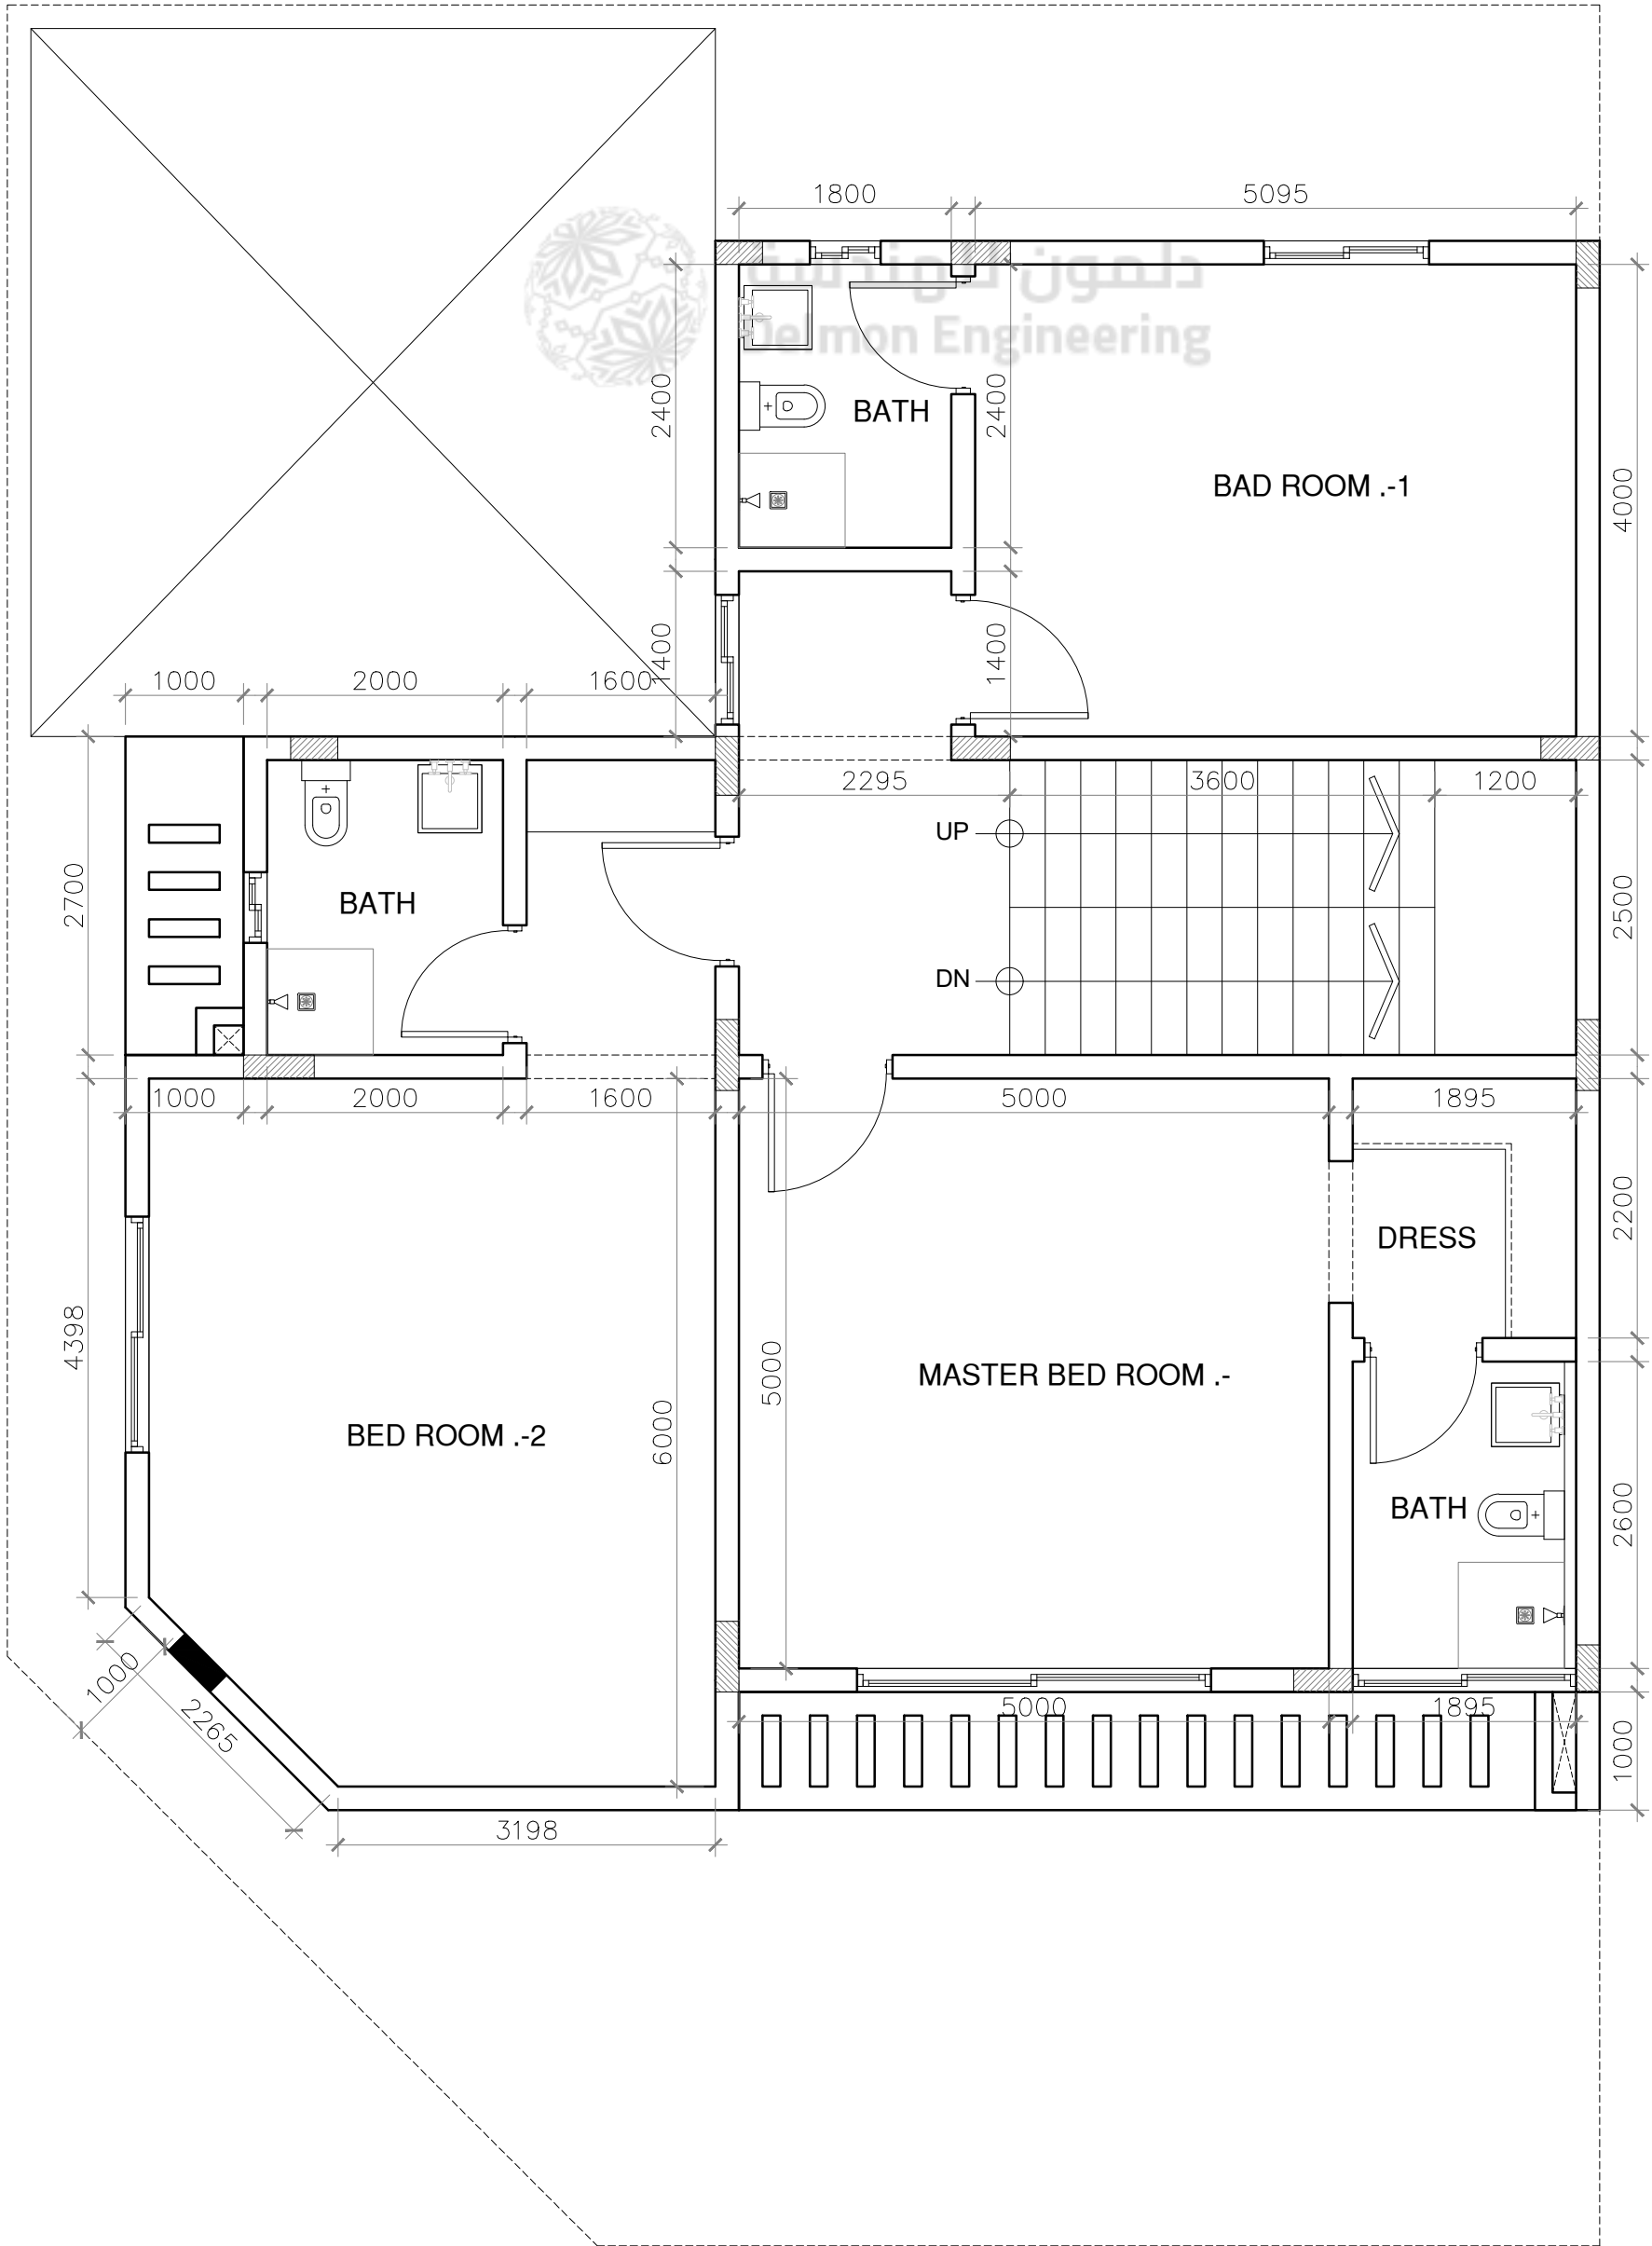 1800
5095
دلمون للهندسة
Delmon Engineering
2400
BATH
2400
BAD ROOM .-1
4000
1400
1400
1000
2000
1600
2295
3600
1200
UP
2700
BATH
2500
DN
1000
2000
1600
5000
1895
2200
DRESS
4398
5000
MASTER BED ROOM .-
6000
BED ROOM .-2
BATH
2600
1000
2265
5000
1895
1000
3198